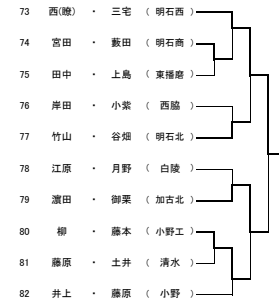 73 西(瞭) ・ 三宅 ( 明石西 )
74 宮田 ・ 藪田 ( 明石商 )
75 田中 ・ 上島 ( 東播磨 )
76 岸田 ・ 小紫 ( 西脇 )
77 竹山 ・ 谷畑 ( 明石北 )
78 江原 ・ 月野 ( 白陵 )
79 濵田 ・ 御栗 ( 加古北 )
80 柳 ・ 藤本 ( 小野工 )
81 藤原 ・ 土井 ( 清水 )
82 井上 ・ 藤原 ( 小野 )